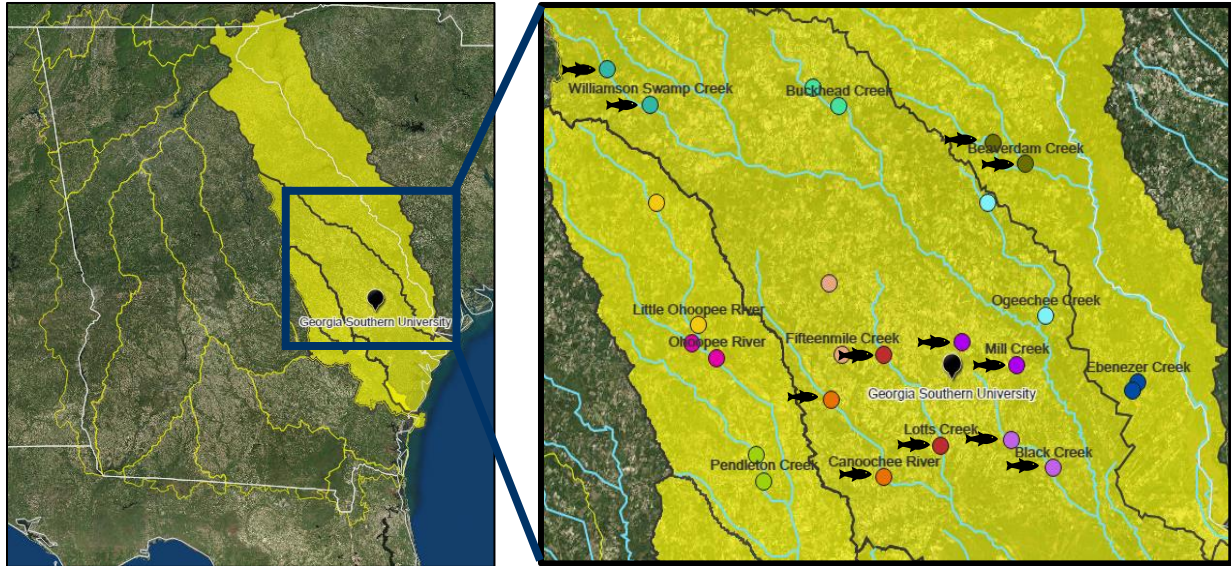 Georgia Southern University
Williamson Swamp Creek
Buckhead Creek
Beaverdam Creek
Ogeechee Creek
Little Ohoopee River
Ohoopee River
Fifteenmile Creek
Mill Creek
Ebenezer Creek
Georgia Southern University
Lotts Creek
Black Creek
Pendleton Creek
Canoochee River